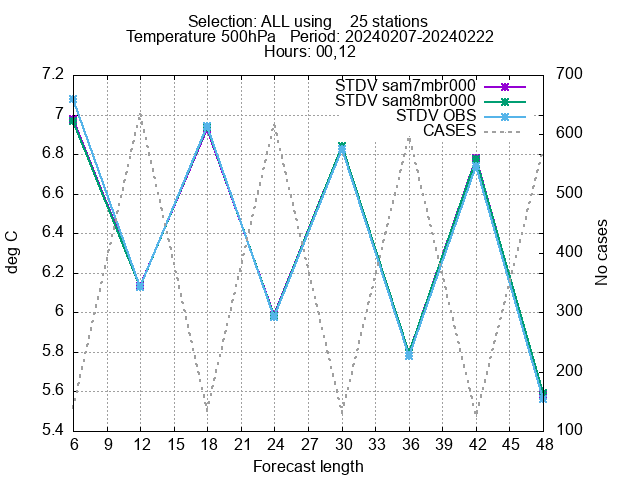 Selection: ALL using 25 stations
Temperature 500hPa Period: 20240207-20240222
Hours: 00,12
STDV sam7mbr000
STDV sam8mbr000
STDV OBS
CASES
deg C
7.2
7
6.8
6.6
6.4
6.2
6
5.8
5.6
5.4
700
600
500
400
300
200
100
No cases
6 9 12 15 18 21 24 27 30 33 36 39 42 45 48
Forecast length